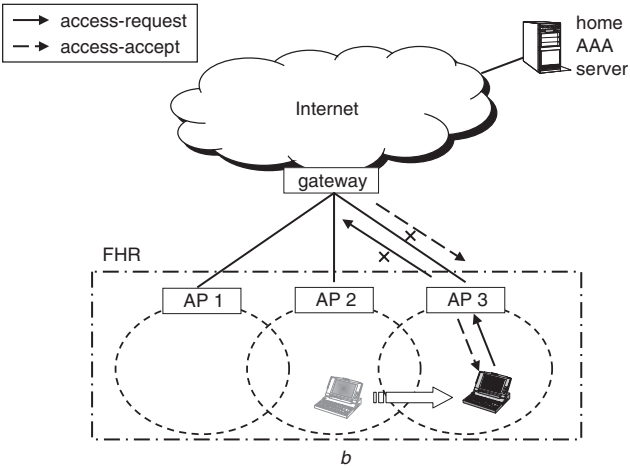 access-request
access-accept
home
AAA
server
Internet
gateway
FHR
AP 1
AP 2
AP 3
b